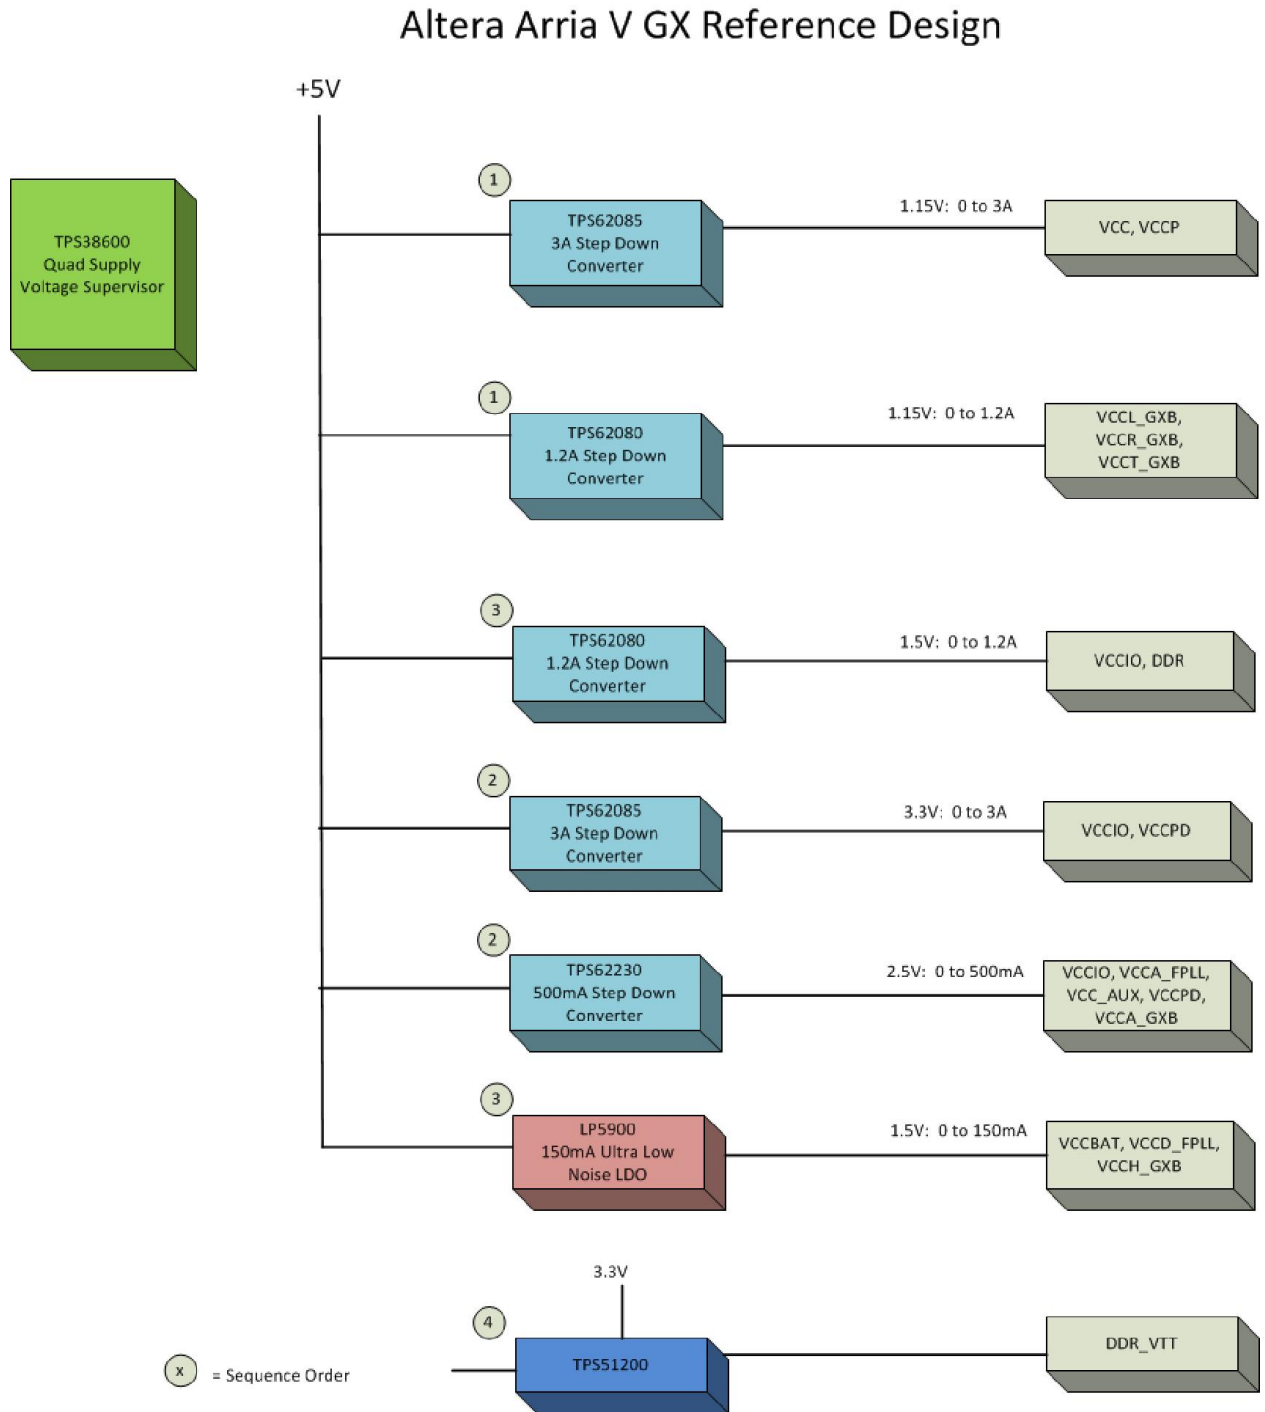 Altera Arria V GX Reference Design
+5V
TPS38600
Quad Supply
Voltage Supervisor
1
TPS62085
3A Step Down
Converter
1.15V: 0 to 3A
VCC, VCCP
1
TPS62080
1.2A Step Down
Converter
1.15V: 0 to 1.2A
VCCL_GXB,
VCCR_GXB,
VCCT_GXB
3
TPS62080
1.2A Step Down
Converter
1.5V: 0 to 1.2A
VCCIO, DDR
2
TPS62085
3A Step Down
Converter
3.3V: 0 to 3A
VCCIO, VCCPD
2
TPS62230
500mA Step Down
Converter
2.5V: 0 to 500mA
VCCIO, VCCA_FPLL,
VCC_AUX, VCCPD,
VCCA_GXB
3
LP5900
150mA Ultra Low
Noise LDO
1.5V: 0 to 150mA
VCCBAT, VCCD_FPLL,
VCCH_GXB
3.3V
4
TPS51200
DDR_VTT
x = Sequence Order